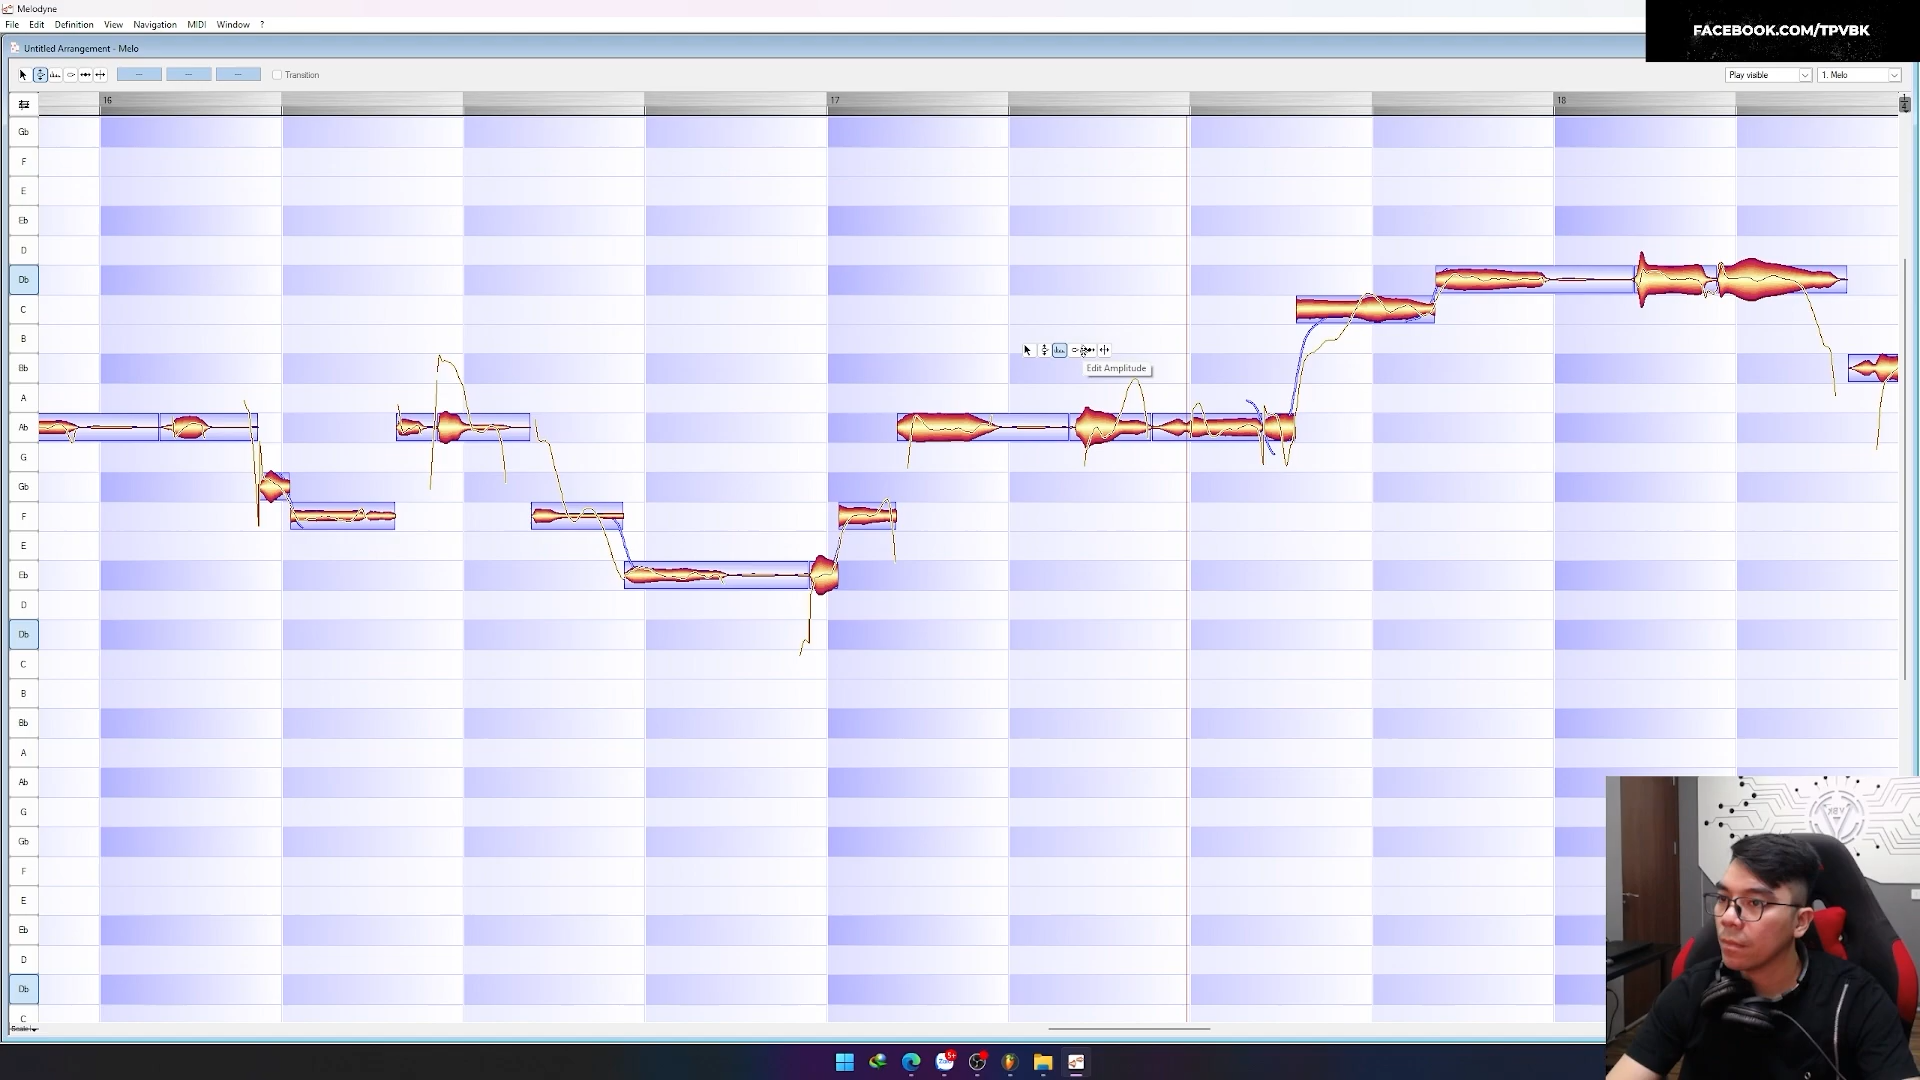 Melodyne
File Edit Definition View Navigation MIDI Window ?
FACEBOOK.COM/TPVBK
Untitled Arrangement - Melo
Transition
Play visible
1. Melo
16 17 18
Gb
F
E
Eb
D
Db
C
B
Bb
Edit Amplitude
A
Ab
G
Gb
F
E
Eb
D
Db
C
B
Bb
A
Ab
G
Gb
F
E
Eb
D
Db
C
5+